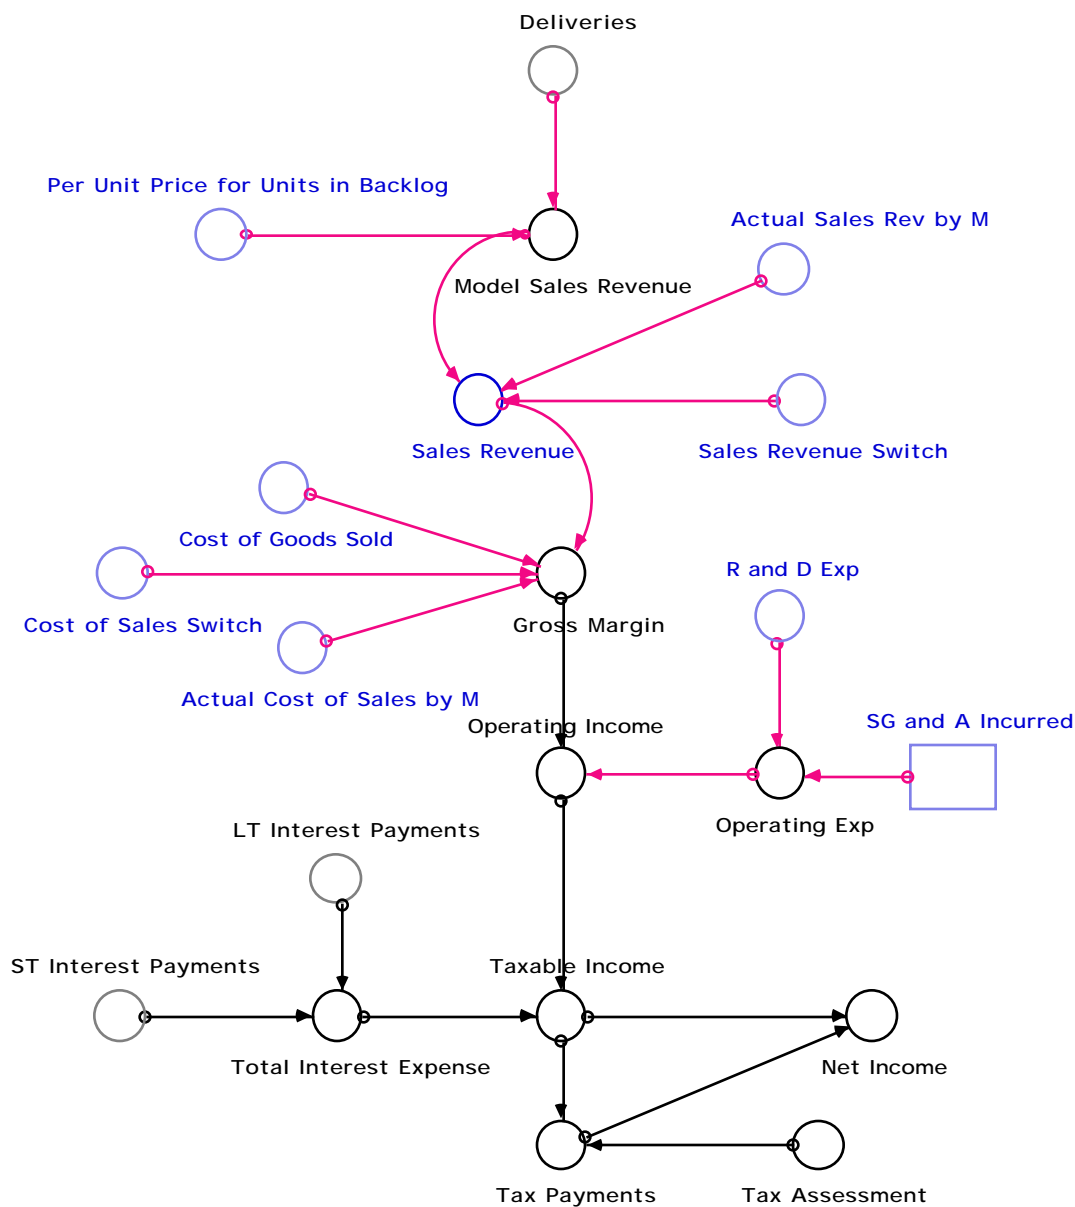 Deliveries
Per Unit Price for Units in Backlog
Actual Sales Rev by M
Model Sales Revenue
Sales Revenue
Sales Revenue Switch
Cost of Goods Sold
R and D Exp
Cost of Sales Switch
Gross Margin
Actual Cost of Sales by M
Operating Income
SG and A Incurred
Operating Exp
LT Interest Payments
ST Interest Payments
Taxable Income
Total Interest Expense
Net Income
Tax Payments
Tax Assessment